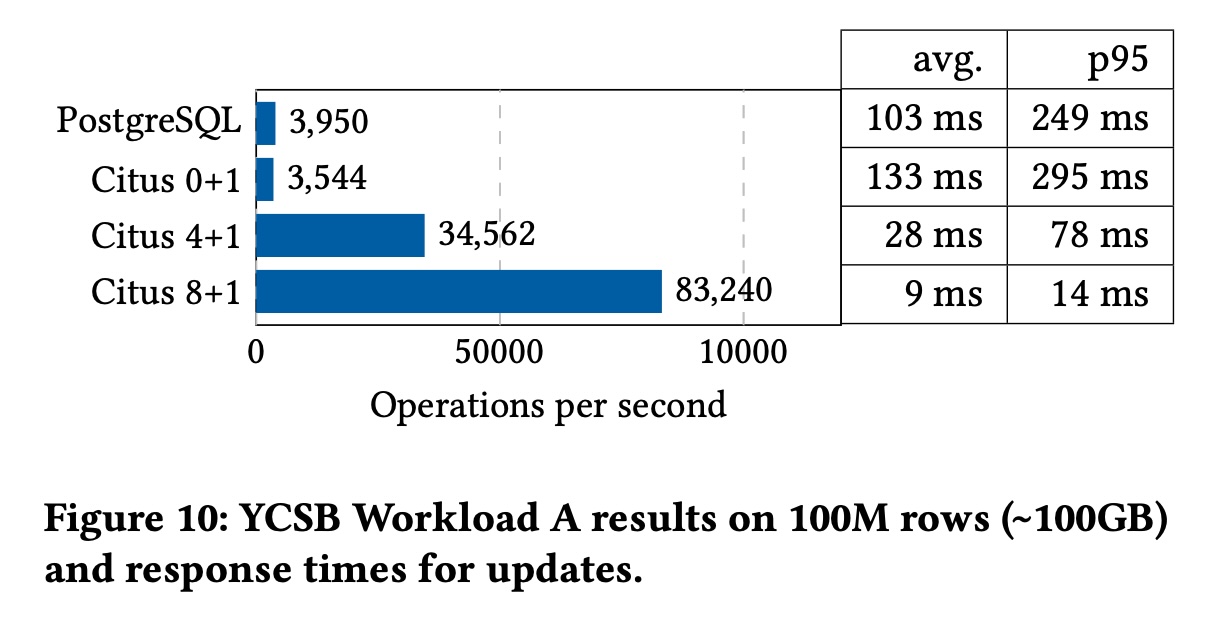 avg. p95
PostgreSQL 3,950 103 ms 249 ms
Citus 0+1 3,544 133 ms 295 ms
Citus 4+1 34,562 28 ms 78 ms
Citus 8+1 83,240 9 ms 14 ms
0 50000 10000
Operations per second
Figure 10: YCSB Workload A results on 100M rows (~100GB)
and response times for updates.